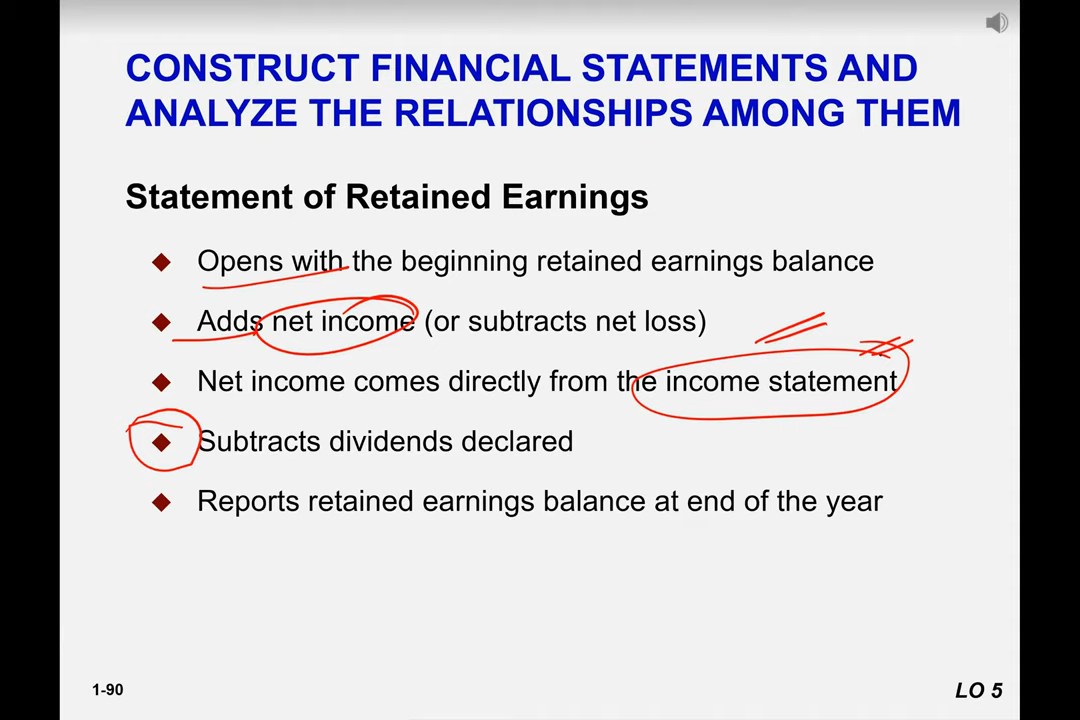 CONSTRUCT FINANCIAL STATEMENTS AND
ANALYZE THE RELATIONSHIPS AMONG THEM
Statement of Retained Earnings
Opens with the beginning retained earnings balance
Adds net income (or subtracts net loss)
Net income comes directly from the income statement
Subtracts dividends declared
Reports retained earnings balance at end of the year
1-90
LO 5